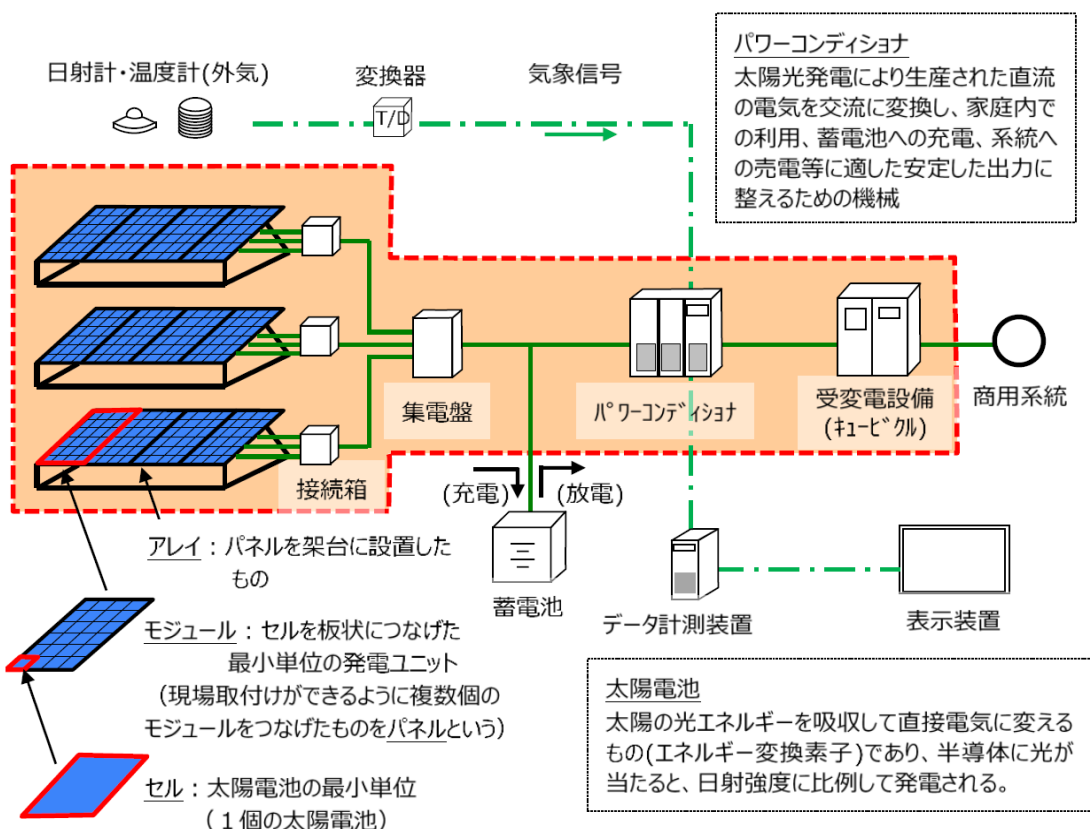 日射計・温度計(外気)
変換器
T/D
気象信号
パワーコンディショナ
太陽光発電により生産された直流
の電気を交流に変換し、家庭内で
の利用、蓄電池への充電、系統へ
の売電等に適した安定した出力に
整えるための機械
集電盤
パワーコンディショナ
受変電設備
(キュービクル)
商用系統
接続箱
(充電)
(放電)
蓄電池
データ計測装置
表示装置
アレイ：パネルを架台に設置した
もの
モジュール：セルを板状につなげた
最小単位の発電ユニット
（現場取付けができるように複数個の
モジュールをつなげたものをパネルという）
セル：太陽電池の最小単位
（１個の太陽電池）
太陽電池
太陽の光エネルギーを吸収して直接電気に変える
もの(エネルギー変換素子)であり、半導体に光が
当たると、日射強度に比例して発電される。